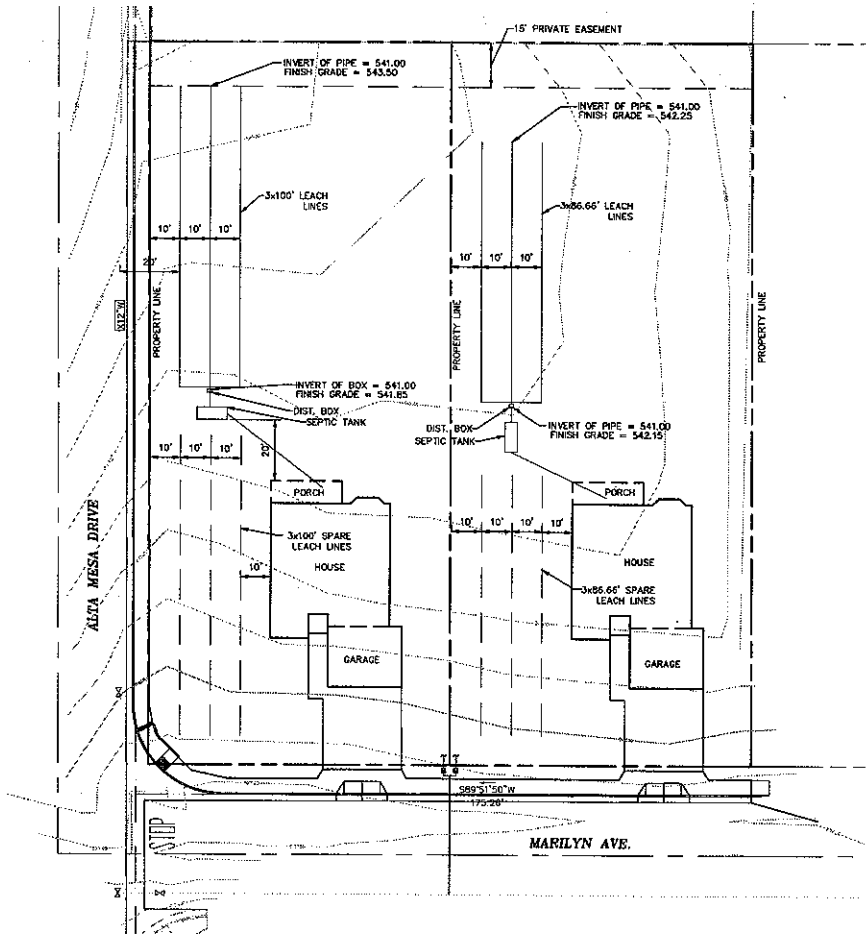 15' PRIVATE EASEMENT
INVERT OF PIPE = 541.00
FINISH GRADE = 543.50
INVERT OF PIPE = 541.00
FINISH GRADE = 542.25
3x100' LEACH
LINES
3x86.66' LEACH
LINES
10' 10' 10'
10' 10' 10'
20'
X12"W
PROPERTY LINE
PROPERTY LINE
PROPERTY LINE
INVERT OF BOX = 541.00
FINISH GRADE = 541.85
DIST. BOX
SEPTIC TANK
DIST. BOX
SEPTIC TANK
INVERT OF PIPE = 541.00
FINISH GRADE = 542.15
10' 10' 10'
20'
PORCH
PORCH
ALTA MESA DRIVE
3x100' SPARE
LEACH LINES
HOUSE
10'
10' 10' 10' 10'
HOUSE
3x86.66' SPARE
LEACH LINES
GARAGE
GARAGE
S89°51'50"W
175.26'
STOP
MARILYN AVE.